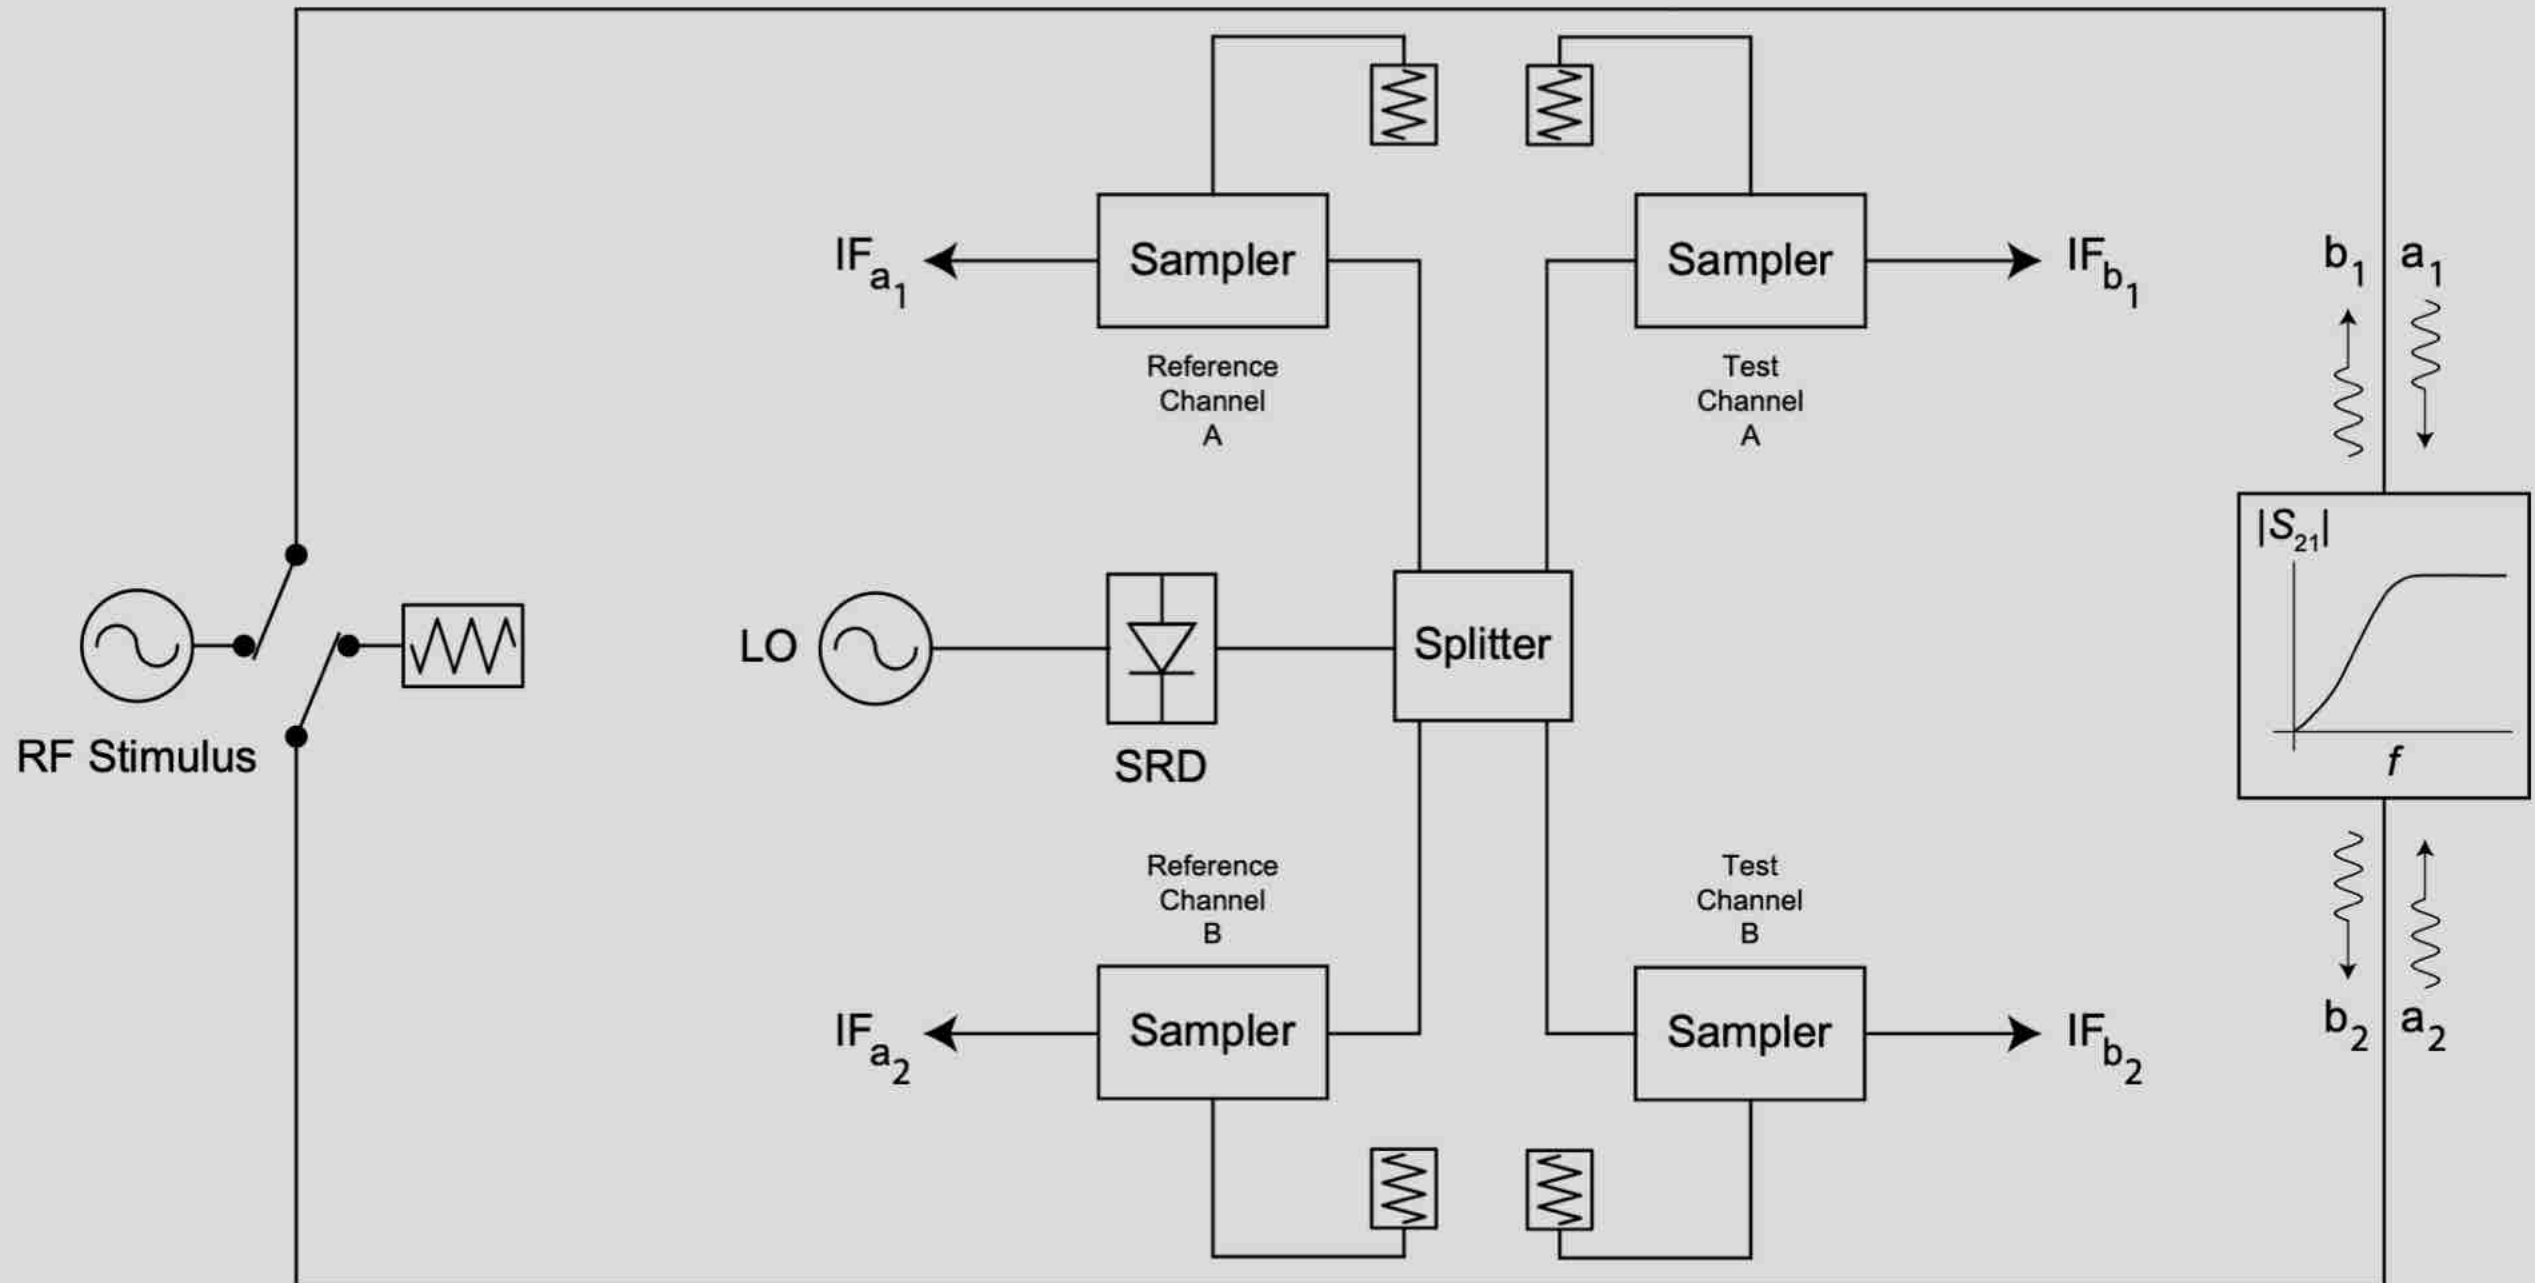 IFa1
Sampler
Sampler
IFb1
b1
a1
Reference
Channel
A
Test
Channel
A
|S21|
f
LO
Splitter
RF Stimulus
SRD
Reference
Channel
B
Test
Channel
B
IFa2
Sampler
Sampler
IFb2
b2
a2